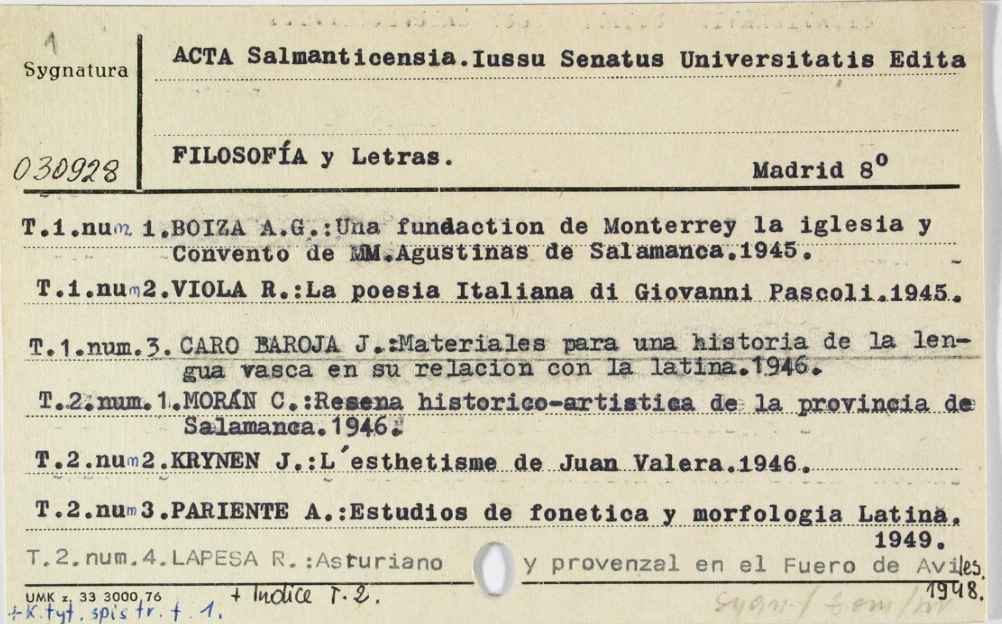 1
Sygnatura
ACTA Salmanticensia.Iussu Senatus Universitatis Edita
030928
FILOSOFÍA y Letras.
Madrid 8º
T.1.num 1.BOIZA A.G.:Una fundaction de Monterrey la iglesia y
Convento de MM.Agustinas de Salamanca.1945.
T.1.num2.VIOLA R.:La poesia Italiana di Giovanni Pascoli.1945.
T.1.num.3. CARO BAROJA J.:Materiales para una historia de la len-
gua vasca en su relacion con la latina.1946.
T.2.num.1.MORÁN C.:Resena historico-artistica de la provincia de
Salamanca.1946.
T.2.num2.KRYNEN J.:L´esthetisme de Juan Valera.1946.
T.2.num3.PARIENTE A.:Estudios de fonetica y morfologia Latina.
1949.
T.2.num.4.LAPESA R.:Asturiano y provenzal en el Fuero de Aviles.
1948.
UMK z. 33 3000,76
+ Indice T.2.
+K.tyt. spis tr. t. 1.